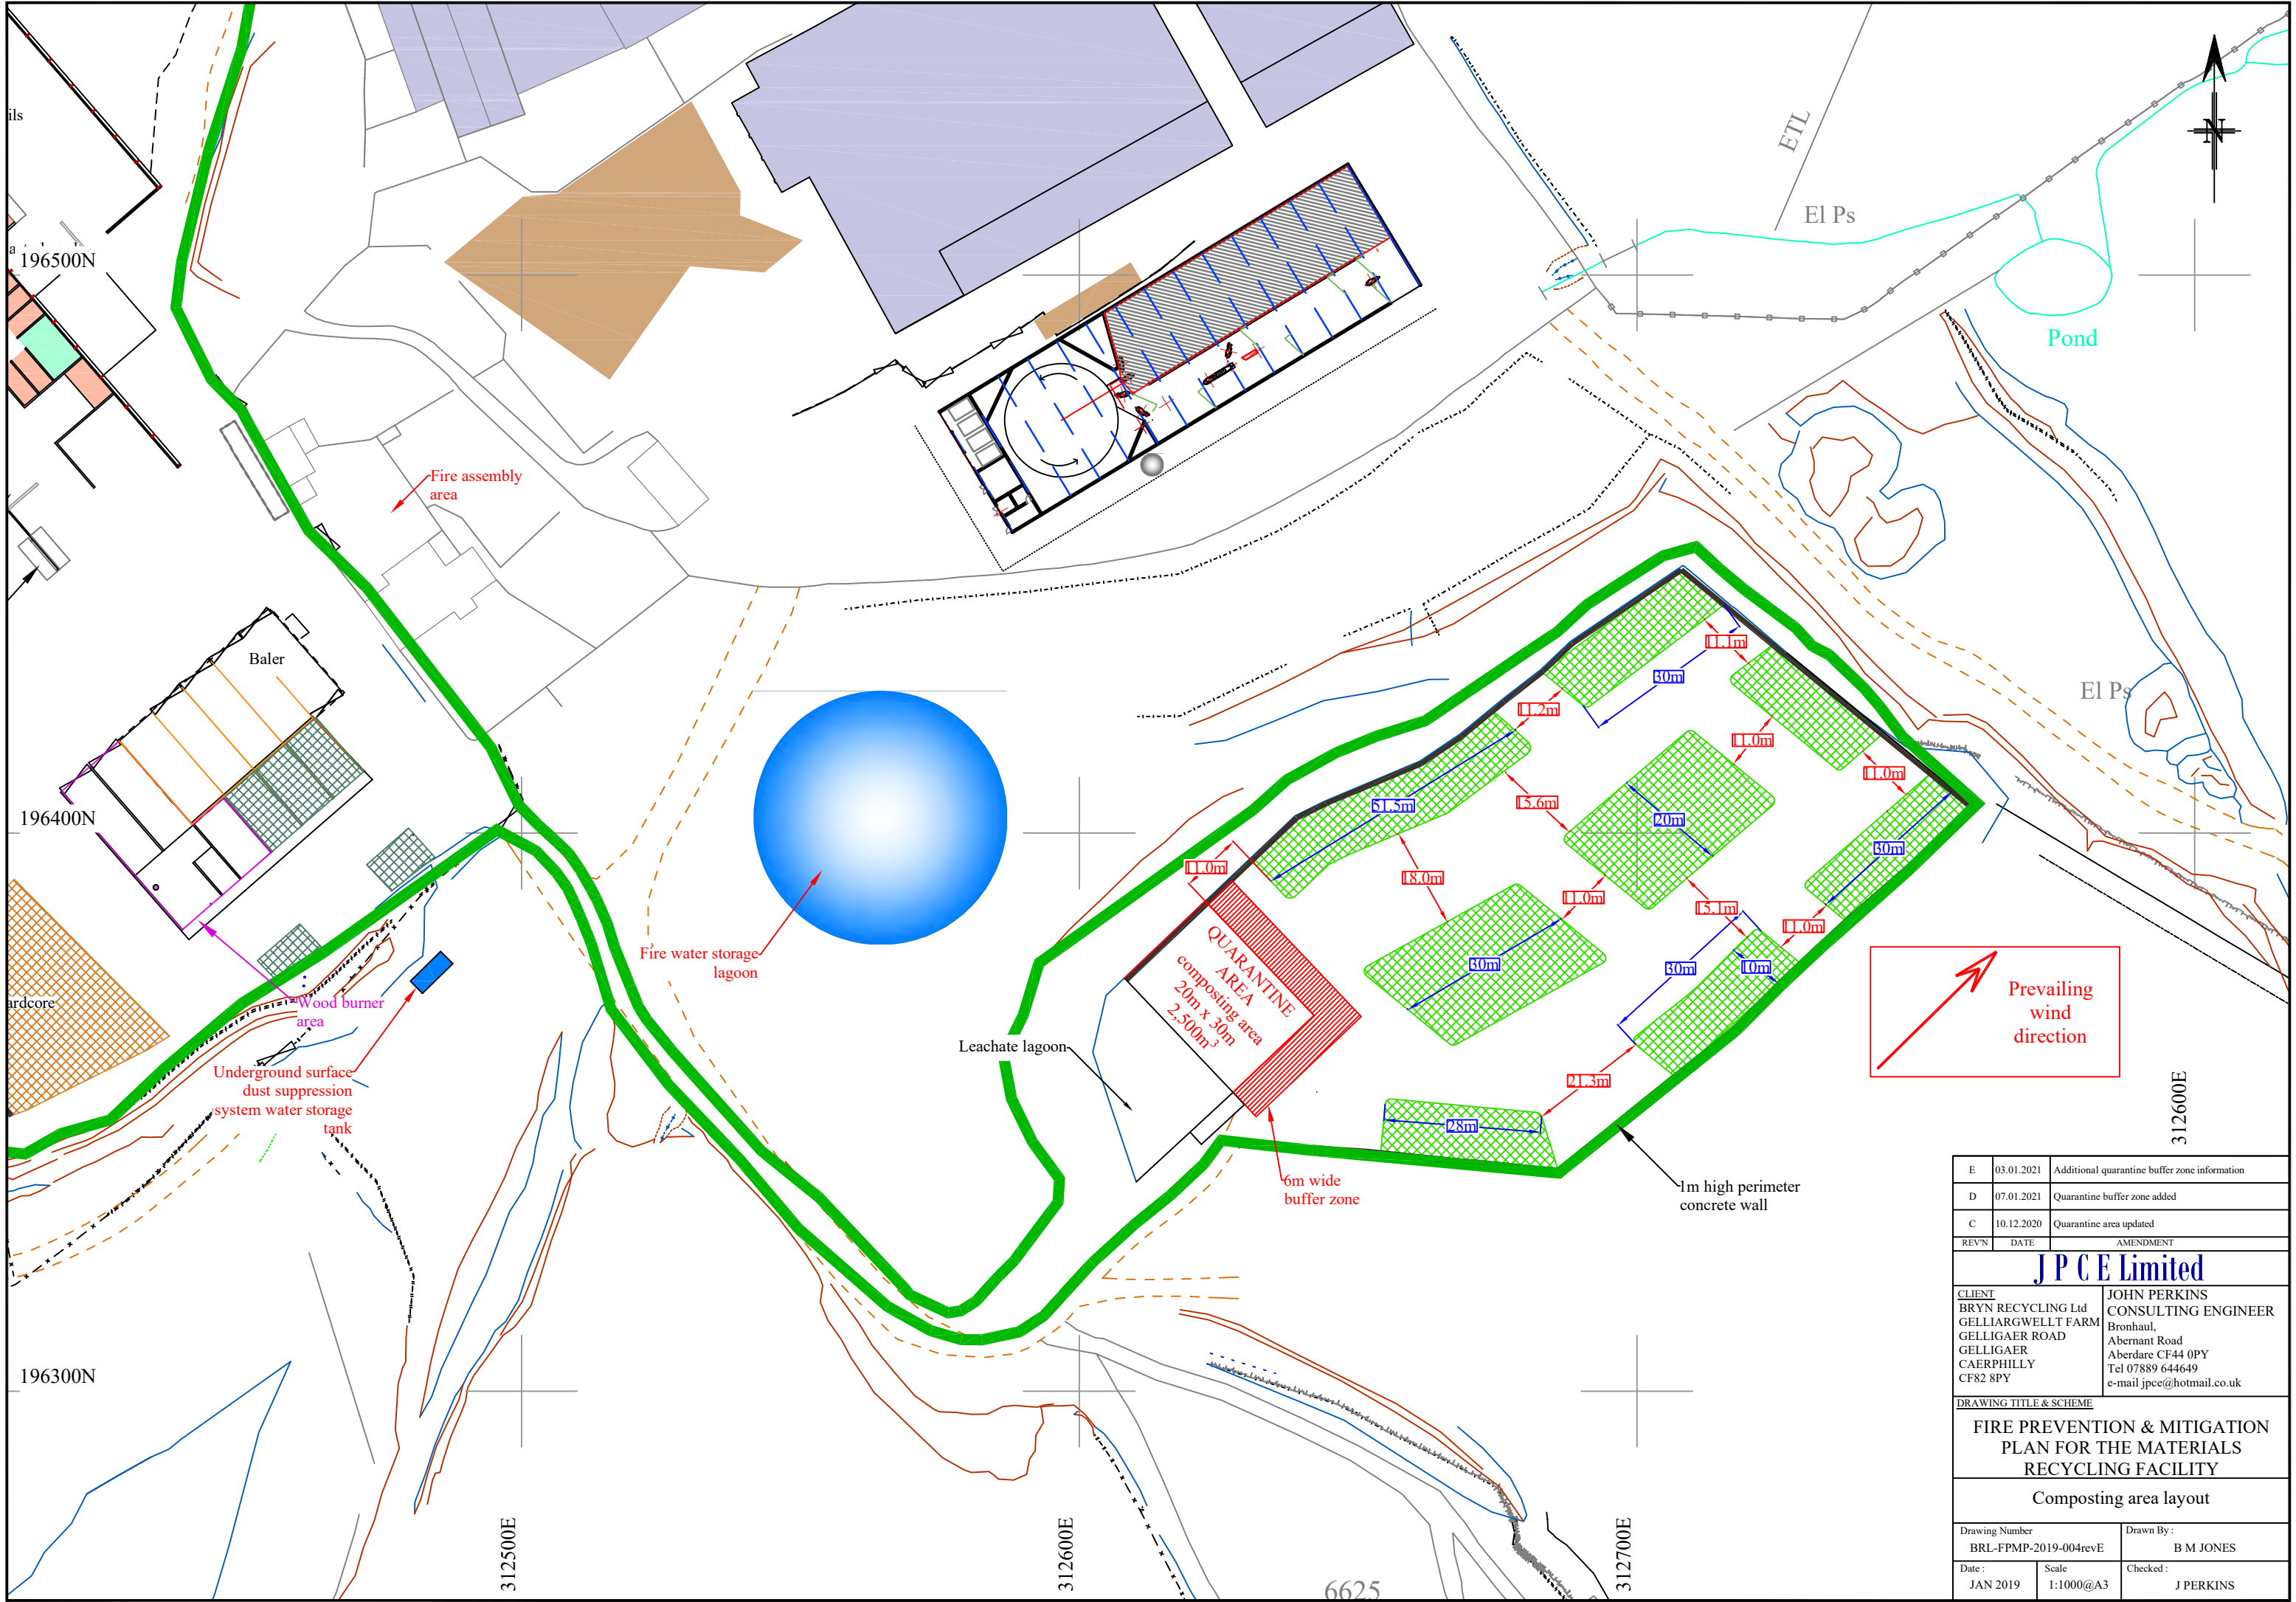 ils
a
196500N
ETL
El Ps
N
Pond
Fire assembly
area
Baler
El Ps
11.1m
30m
11.2m
11.0m
11.0m
51.5m
15.6m
20m
30m
196400N
11.0m
18.0m
11.0m
15.1m
11.0m
30m
30m
10m
Fire water storage
lagoon
QUARANTINE
AREA
composting area
20m x 30m
2,500m³
Prevailing
wind
direction
ardcore
Wood burner
area
Leachate lagoon
Underground surface
dust suppression
system water storage
tank
21.3m
28m
6m wide
buffer zone
1m high perimeter
concrete wall
312600E
196300N
312500E
312600E
312700E
6625
E 03.01.2021 Additional quarantine buffer zone information
D 07.01.2021 Quarantine buffer zone added
C 10.12.2020 Quarantine area updated
REV'N DATE AMENDMENT
J P C E Limited
CLIENT
BRYN RECYCLING Ltd
GELLIARGWELLT FARM
GELLIGAER ROAD
GELLIGAER
CAERPHILLY
CF82 8PY
JOHN PERKINS
CONSULTING ENGINEER
Bronhaul,
Abernant Road
Aberdare CF44 0PY
Tel 07889 644649
e-mail jpce@hotmail.co.uk
DRAWING TITLE & SCHEME
FIRE PREVENTION & MITIGATION
PLAN FOR THE MATERIALS
RECYCLING FACILITY
Composting area layout
Drawing Number
BRL-FPMP-2019-004revE
Drawn By :
B M JONES
Date :
JAN 2019
Scale
1:1000@A3
Checked :
J PERKINS